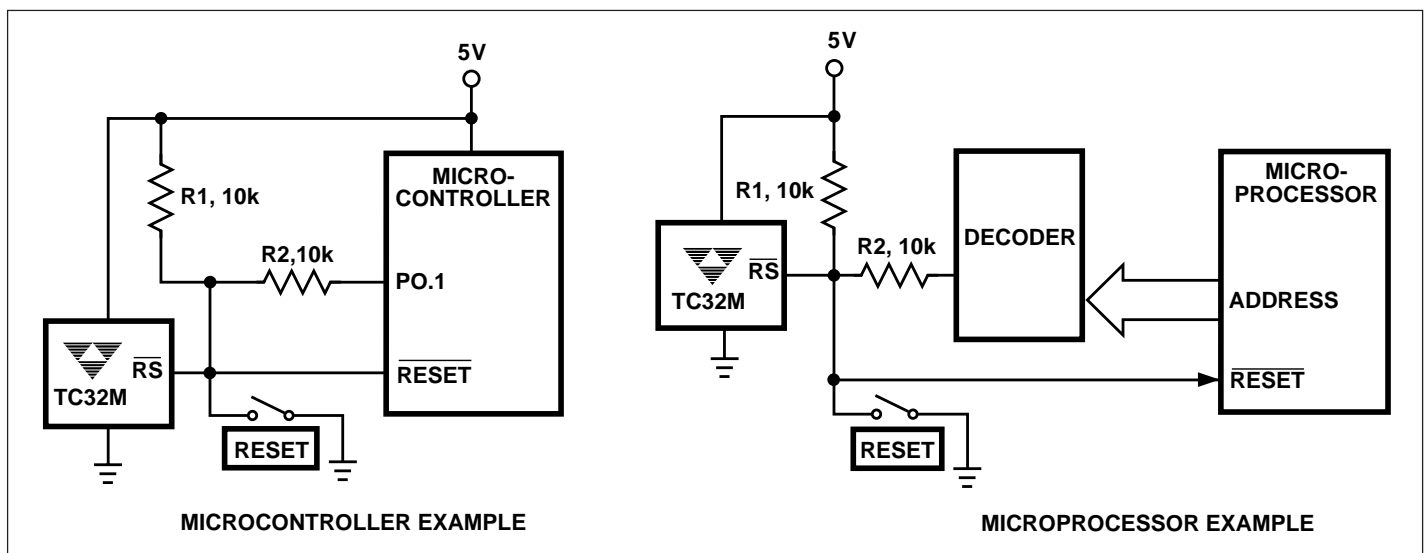 5V
R1, 10k
MICRO-
CONTROLLER
R2,10k
PO.1
RS
TC32M
RESET
RESET
MICROCONTROLLER EXAMPLE
5V
R1, 10k
MICRO-
PROCESSOR
DECODER
R2, 10k
RS
TC32M
ADDRESS
RESET
RESET
MICROPROCESSOR EXAMPLE